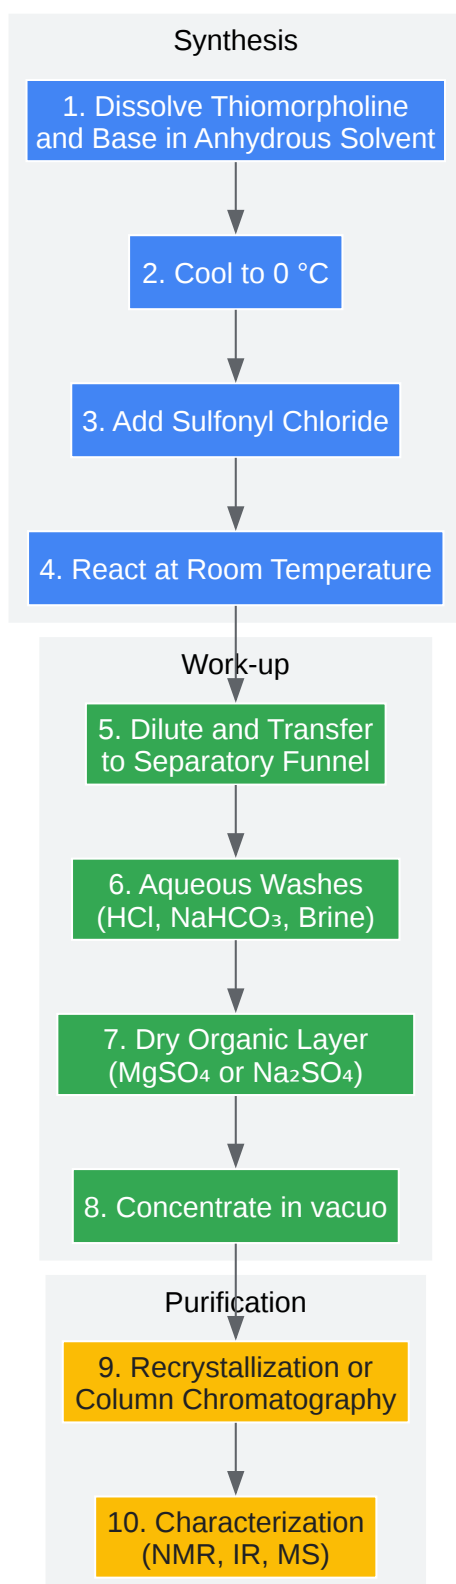 Synthesis
1. Dissolve Thiomorpholine
and Base in Anhydrous Solvent
2. Cool to 0 °C
3. Add Sulfonyl Chloride
4. React at Room Temperature
Work-up
5. Dilute and Transfer
to Separatory Funnel
6. Aqueous Washes
(HCl, NaHCO₃, Brine)
7. Dry Organic Layer
(MgSO₄ or Na₂SO₄)
8. Concentrate in vacuo
Purification
9. Recrystallization or
Column Chromatography
10. Characterization
(NMR, IR, MS)